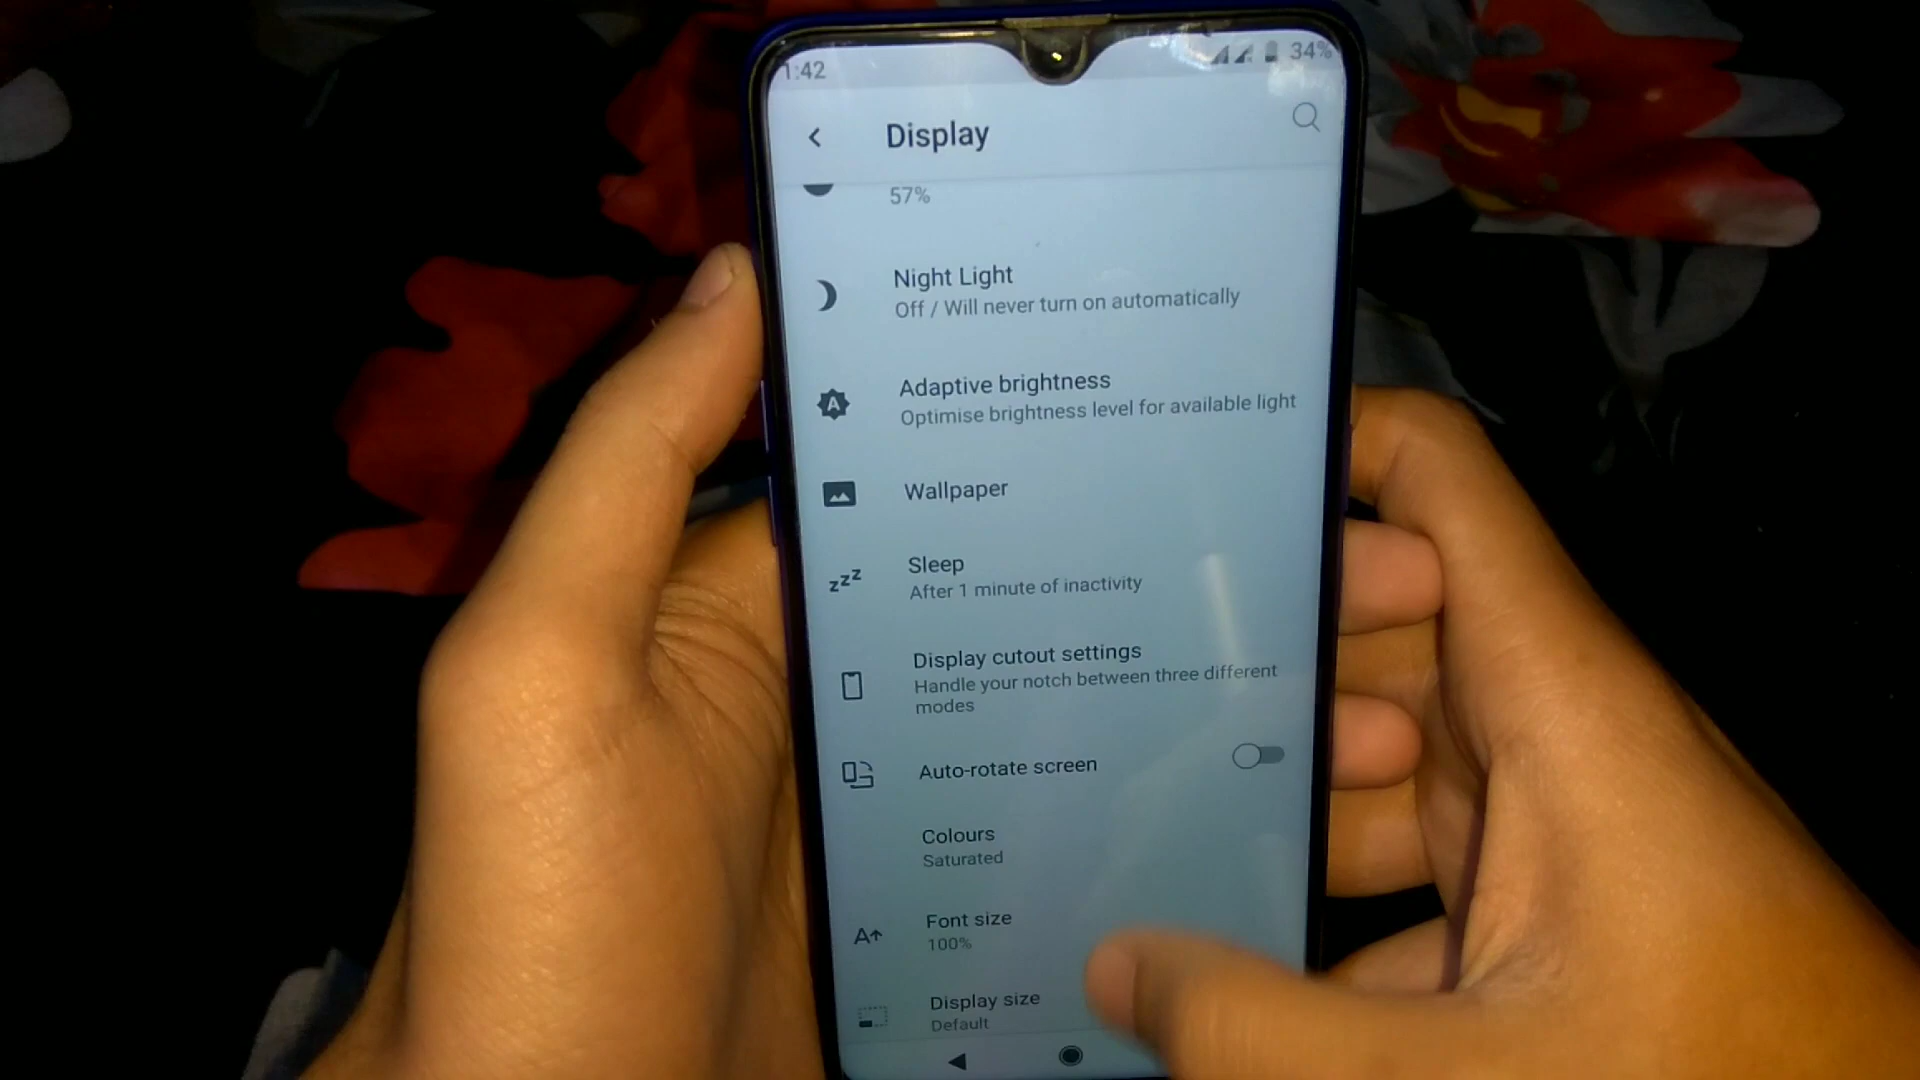 1:42
34%
Display
57%
Night Light
Off / Will never turn on automatically
A
Adaptive brightness
Optimise brightness level for available light
Wallpaper
zzz
Sleep
After 1 minute of inactivity
Display cutout settings
Handle your notch between three different
modes
Auto-rotate screen
Colours
Saturated
A
Font size
100%
Display size
Default